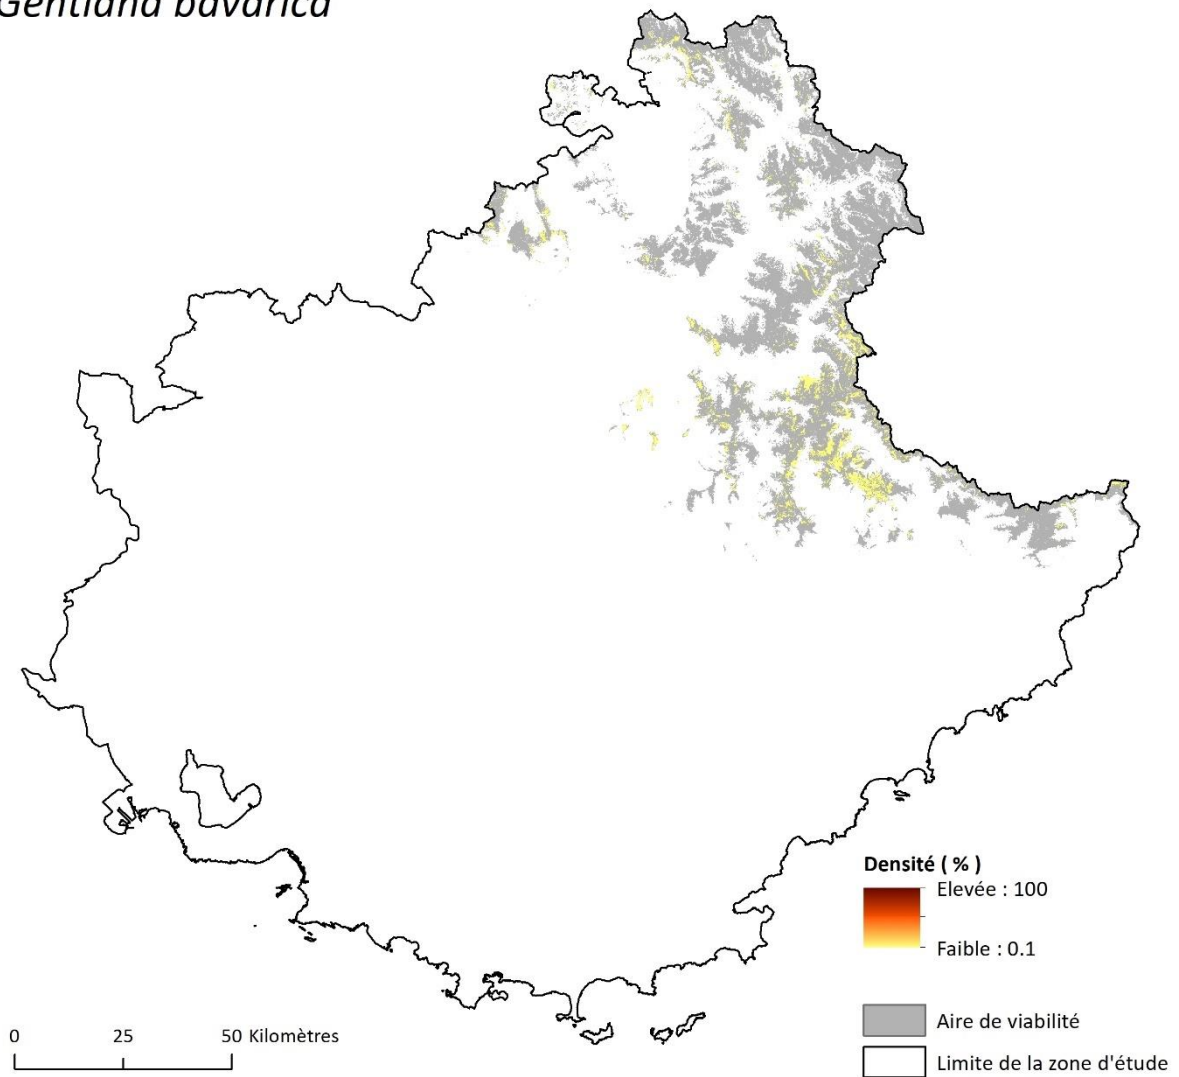 Gentiana bavarica
Densité ( % )
Elevée : 100
Faible : 0.1
Aire de viabilité
Limite de la zone d'étude
0 25 50 Kilomètres